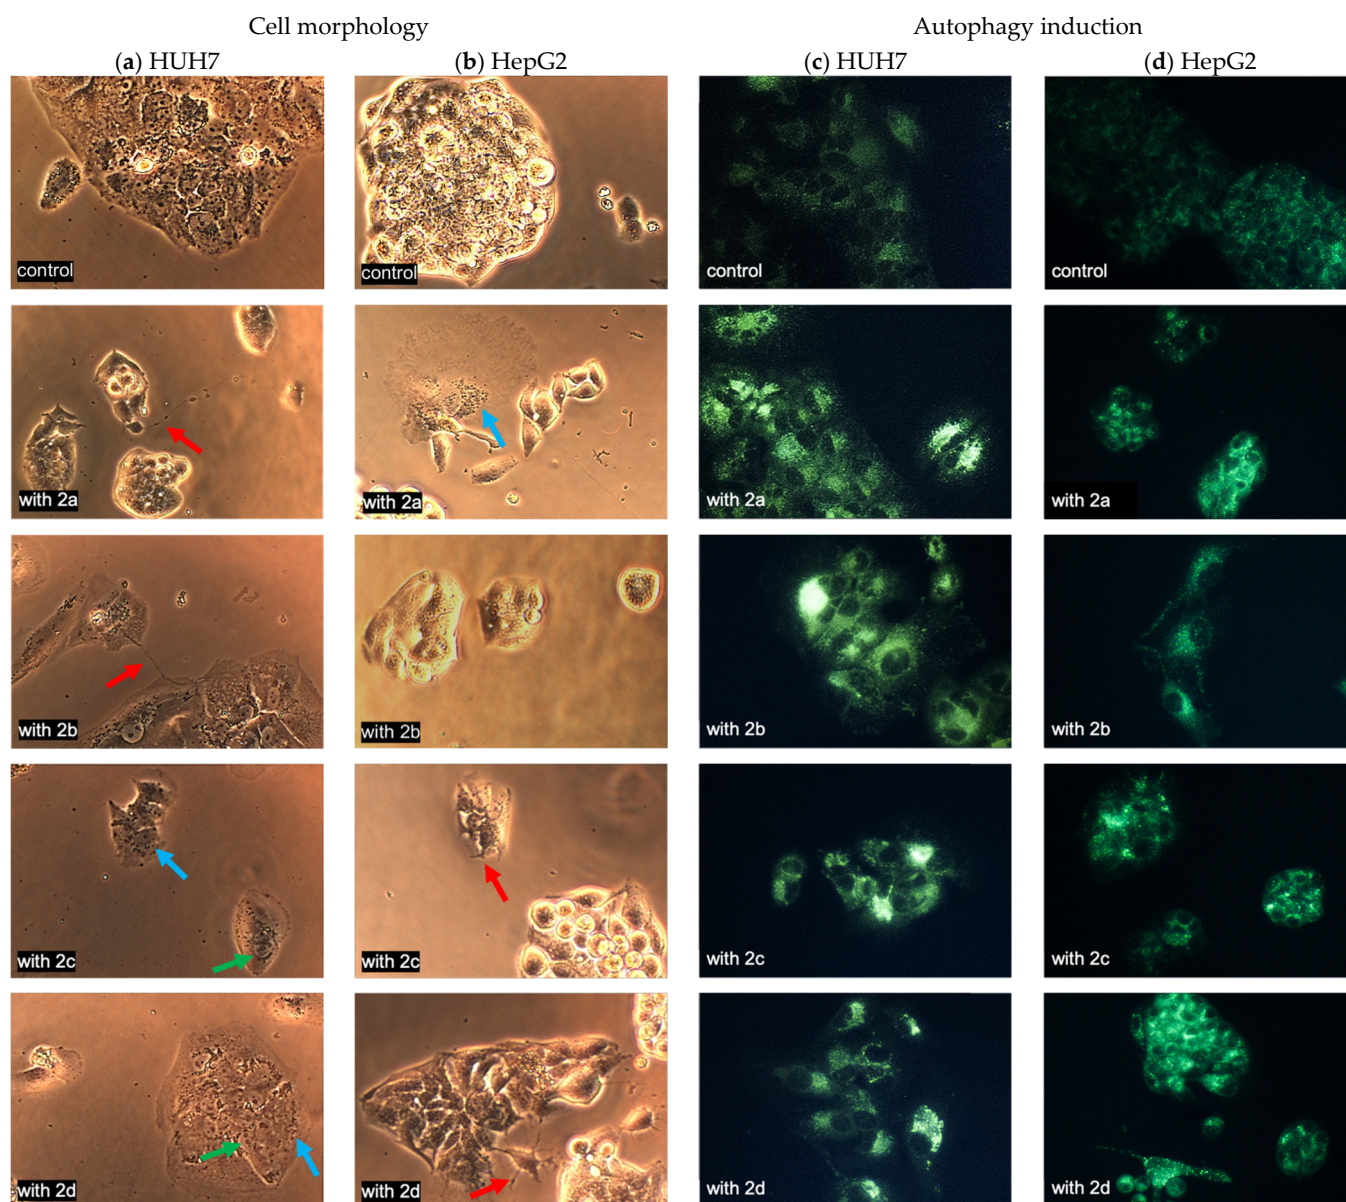 Cell morphology Autophagy induction
(a) HUH7 (b) HepG2 (c) HUH7 (d) HepG2
control control control control
with 2a with 2a with 2a with 2a
with 2b with 2b with 2b with 2b
with 2c with 2c with 2c with 2c
with 2d with 2d with 2d with 2d